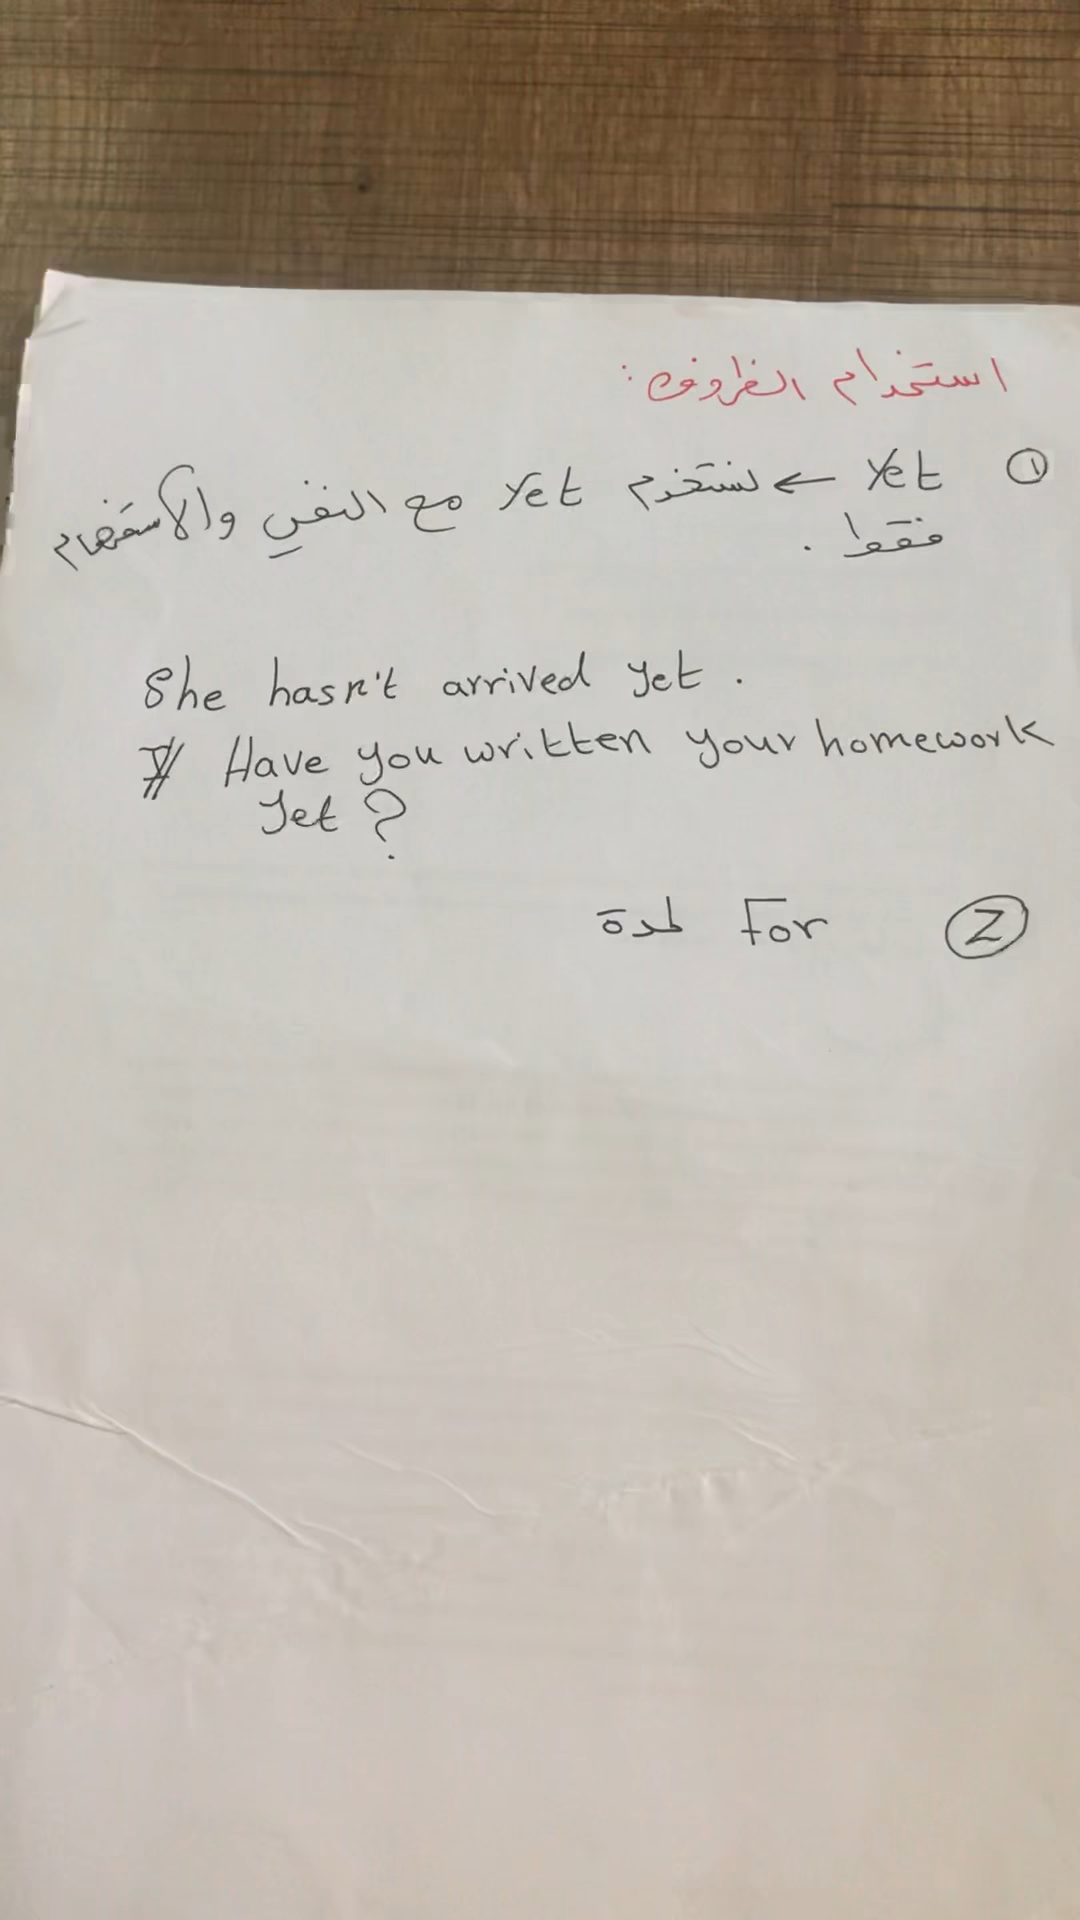 استخدام الظروف:
① Yet ← نستخدم Yet مع النفي والاستفهام
فقط .
She hasn't arrived yet .
Have you written your homework
Yet ?
② For لمدة